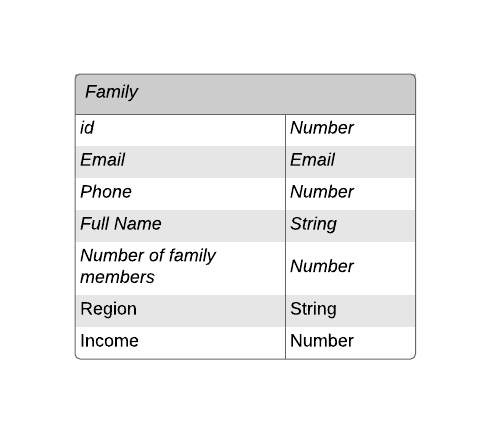 Family
id Number
Email Email
Phone Number
Full Name String
Number of family
members Number
Region String
Income Number